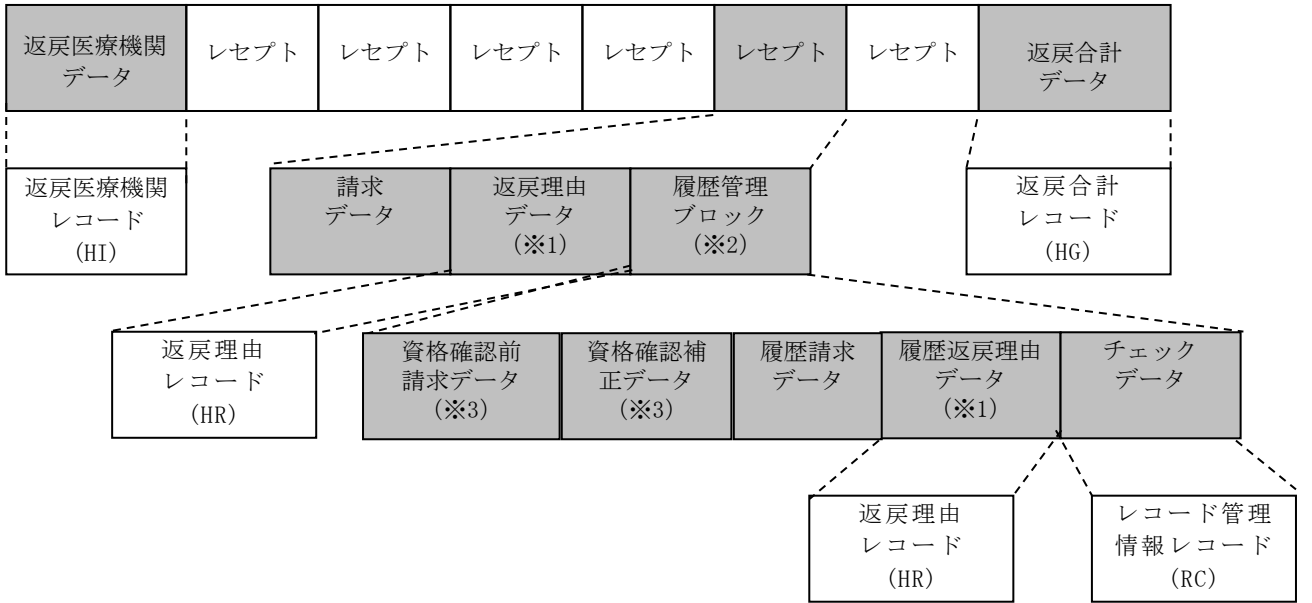 返戻医療機関
データ
レセプト
レセプト
レセプト
レセプト
レセプト
レセプト
返戻合計
データ
返戻医療機関
レコード
(HI)
請求
データ
返戻理由
データ
(※1)
履歴管理
ブロック
(※2)
返戻合計
レコード
(HG)
返戻理由
レコード
(HR)
資格確認前
請求データ
(※3)
資格確認補
正データ
(※3)
履歴請求
データ
履歴返戻理由
データ
(※1)
チェック
データ
返戻理由
レコード
(HR)
レコード管理
情報レコード
(RC)